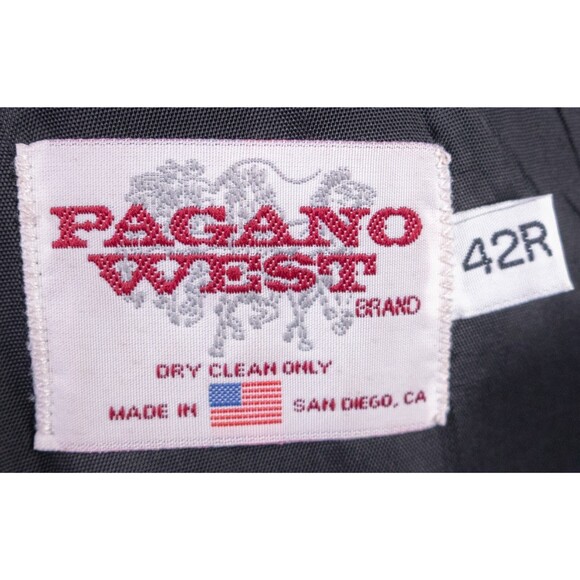 PAGANO
WEST
BRAND
DRY CLEAN ONLY
MADE IN SAN DIEGO, CA
42R